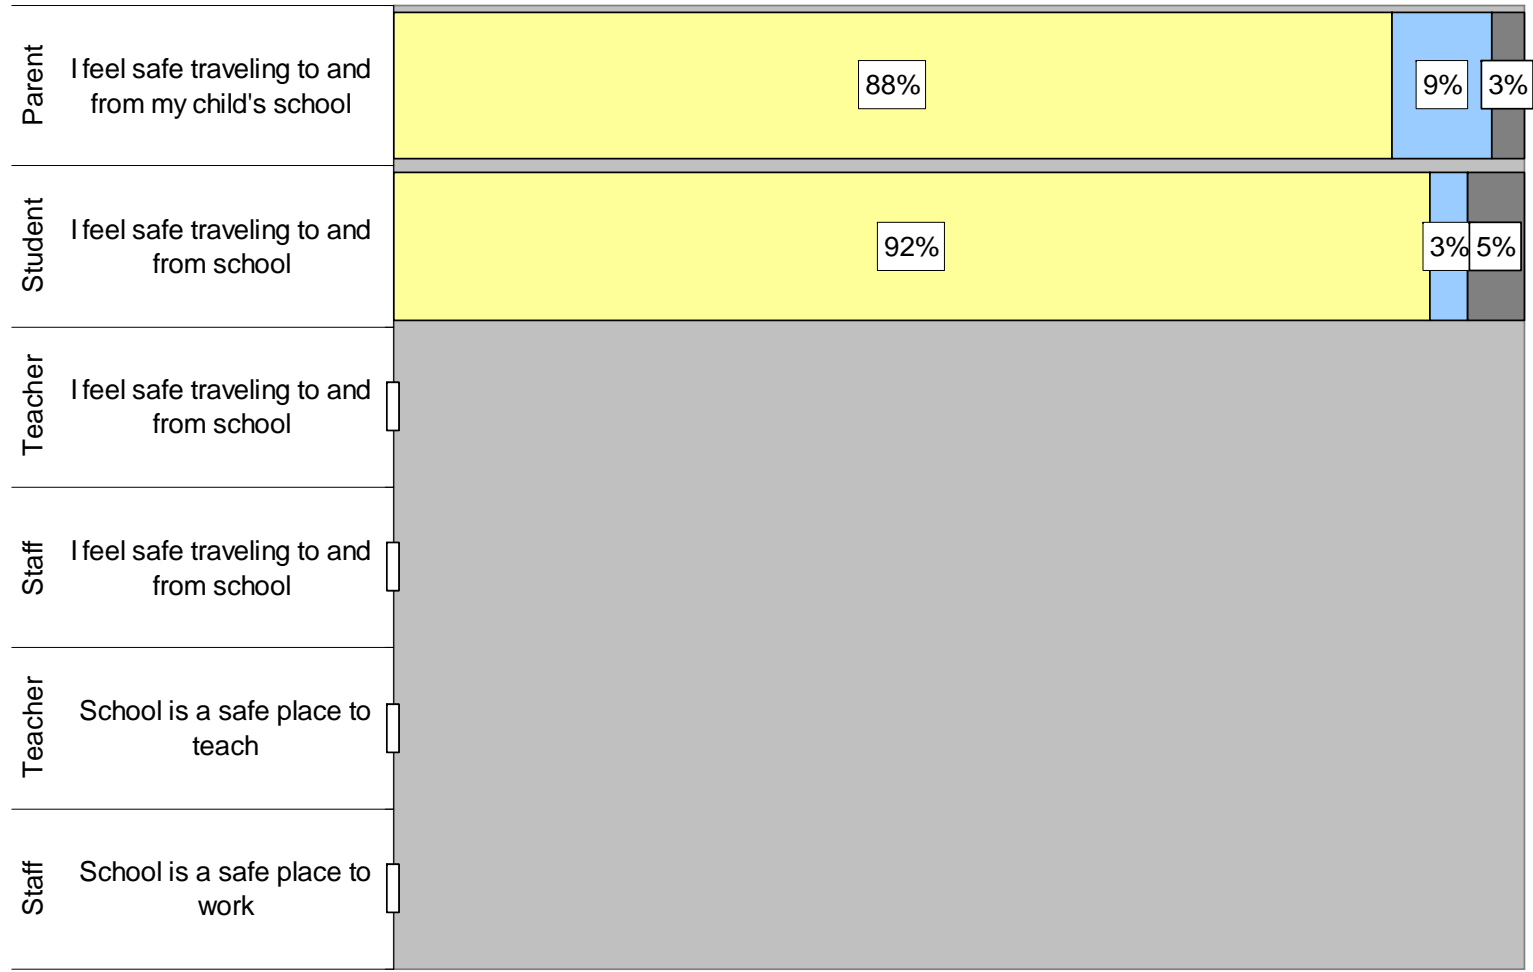 Parent
I feel safe traveling to and
from my child's school
88%
9%
3%
Student
I feel safe traveling to and
from school
92%
3%
5%
Teacher
I feel safe traveling to and
from school
Staff
I feel safe traveling to and
from school
Teacher
School is a safe place to
teach
Staff
School is a safe place to
work